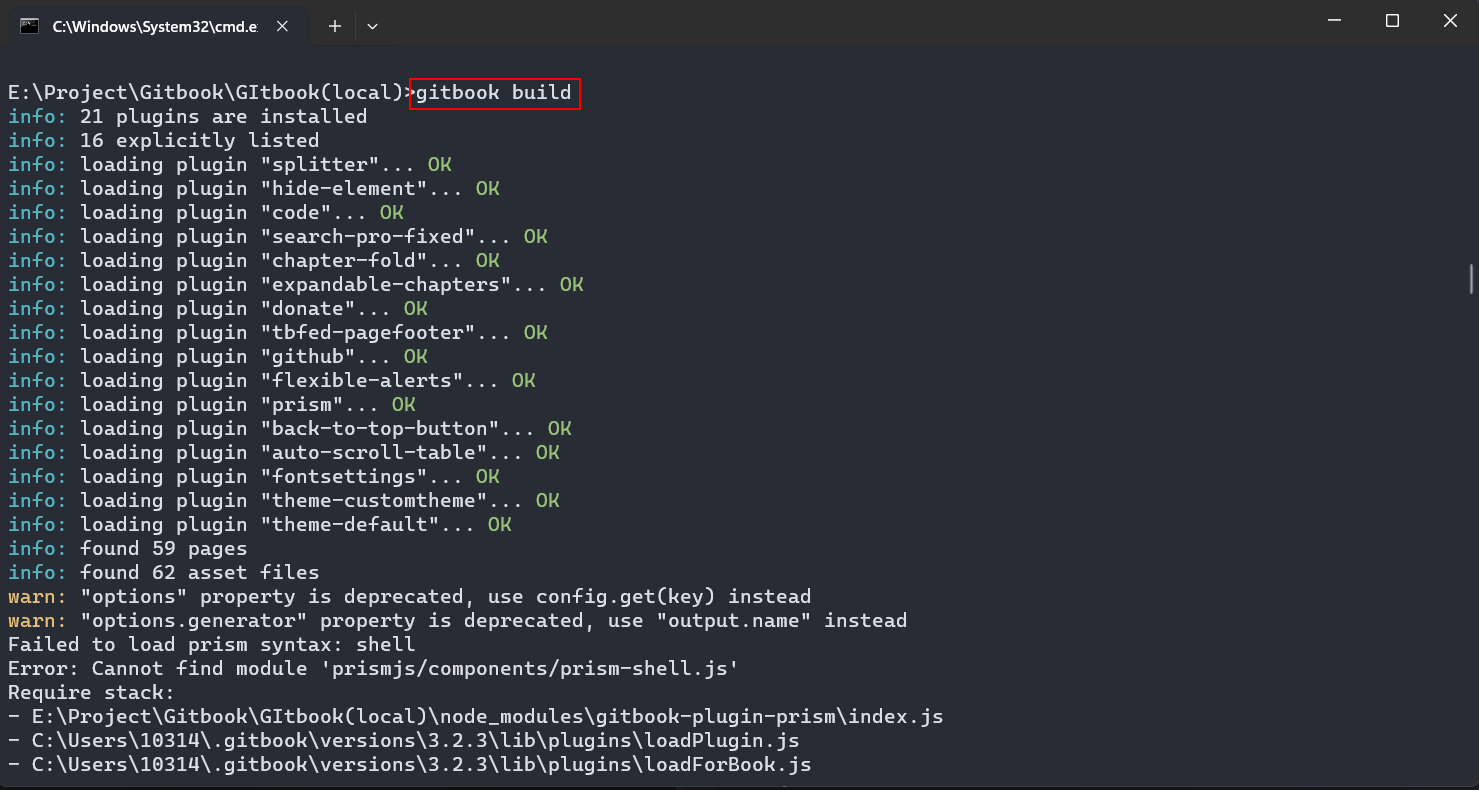 C:\Windows\System32\cmd.e
E:\Project\Gitbook\GItbook(local)>gitbook build
info: 21 plugins are installed
info: 16 explicitly listed
info: loading plugin "splitter"... OK
info: loading plugin "hide-element"... OK
info: loading plugin "code"... OK
info: loading plugin "search-pro-fixed"... OK
info: loading plugin "chapter-fold"... OK
info: loading plugin "expandable-chapters"... OK
info: loading plugin "donate"... OK
info: loading plugin "tbfed-pagefooter"... OK
info: loading plugin "github"... OK
info: loading plugin "flexible-alerts"... OK
info: loading plugin "prism"... OK
info: loading plugin "back-to-top-button"... OK
info: loading plugin "auto-scroll-table"... OK
info: loading plugin "fontsettings"... OK
info: loading plugin "theme-customtheme"... OK
info: loading plugin "theme-default"... OK
info: found 59 pages
info: found 62 asset files
warn: "options" property is deprecated, use config.get(key) instead
warn: "options.generator" property is deprecated, use "output.name" instead
Failed to load prism syntax: shell
Error: Cannot find module 'prismjs/components/prism-shell.js'
Require stack:
- E:\Project\Gitbook\GItbook(local)\node_modules\gitbook-plugin-prism\index.js
- C:\Users\10314\.gitbook\versions\3.2.3\lib\plugins\loadPlugin.js
- C:\Users\10314\.gitbook\versions\3.2.3\lib\plugins\loadForBook.js